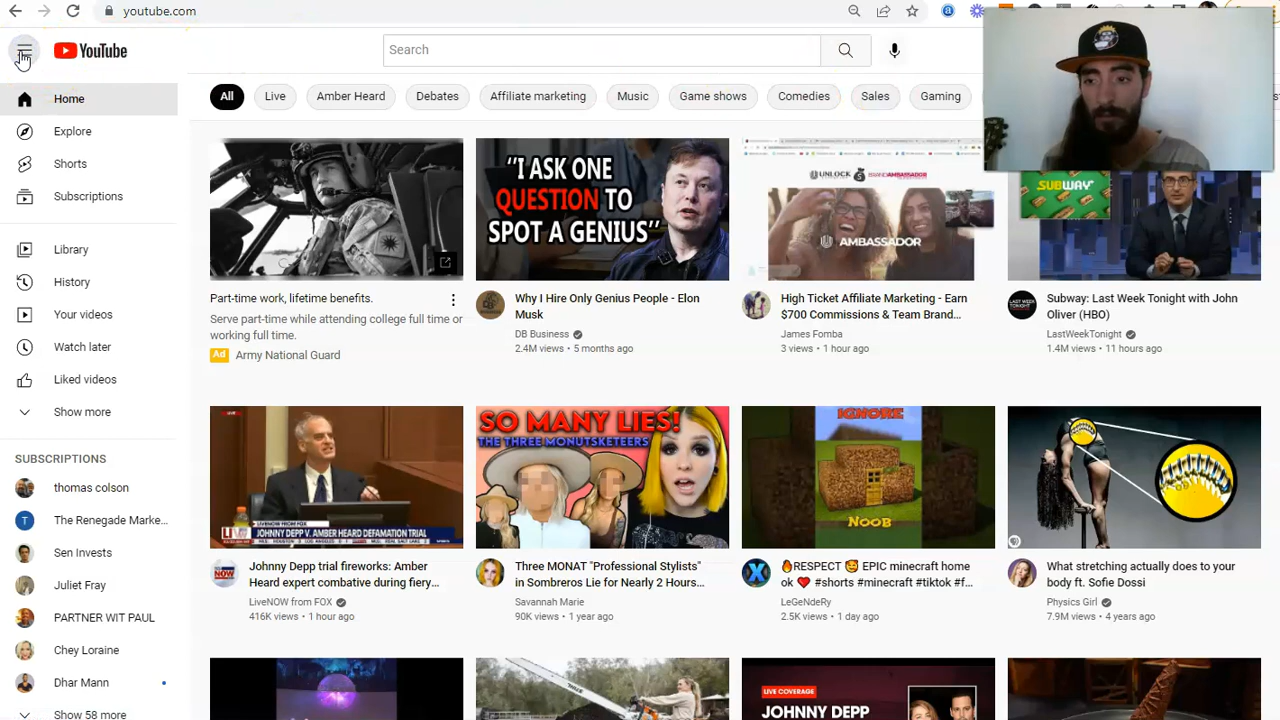 youtube.com
YouTube
Search
Home
Explore
Shorts
Subscriptions
Library
History
Your videos
Watch later
Liked videos
Show more
SUBSCRIPTIONS
thomas colson
The Renegade Marke...
Sen Invests
Juliet Fray
PARTNER WIT PAUL
Chey Loraine
Dhar Mann
Show 58 more
All
Live
Amber Heard
Debates
Affiliate marketing
Music
Game shows
Comedies
Sales
Gaming
Part-time work, lifetime benefits.
Serve part-time while attending college full time or
working full time.
Ad Army National Guard
"I ASK ONE
QUESTION TO
SPOT A GENIUS"
Why I Hire Only Genius People - Elon
Musk
DB Business
2.4M views • 5 months ago
UNLOCK BRANDAMBASSADOR
AMBASSADOR
High Ticket Affiliate Marketing - Earn
$700 Commissions & Team Brand...
James Fomba
3 views • 1 hour ago
SUBWAY
Subway: Last Week Tonight with John
Oliver (HBO)
LastWeekTonight
1.4M views • 11 hours ago
LIVE
JOHNNY DEPP V. AMBER HEARD DEFAMATION TRIAL
Johnny Depp trial fireworks: Amber
Heard expert combative during fiery...
LiveNOW from FOX
416K views • 1 hour ago
SO MANY LIES!
THE THREE MONUTSKETEERS
Three MONAT "Professional Stylists"
in Sombreros Lie for Nearly 2 Hours...
Savannah Marie
90K views • 1 year ago
IGNORE
NOOB
🔥RESPECT 🥰 EPIC minecraft home
ok ❤️ #shorts #minecraft #tiktok #f...
LeGeNdeRy
2.5K views • 1 day ago
What stretching actually does to your
body ft. Sofie Dossi
Physics Girl
7.9M views • 4 years ago
LIVE COVERAGE
JOHNNY DEPP